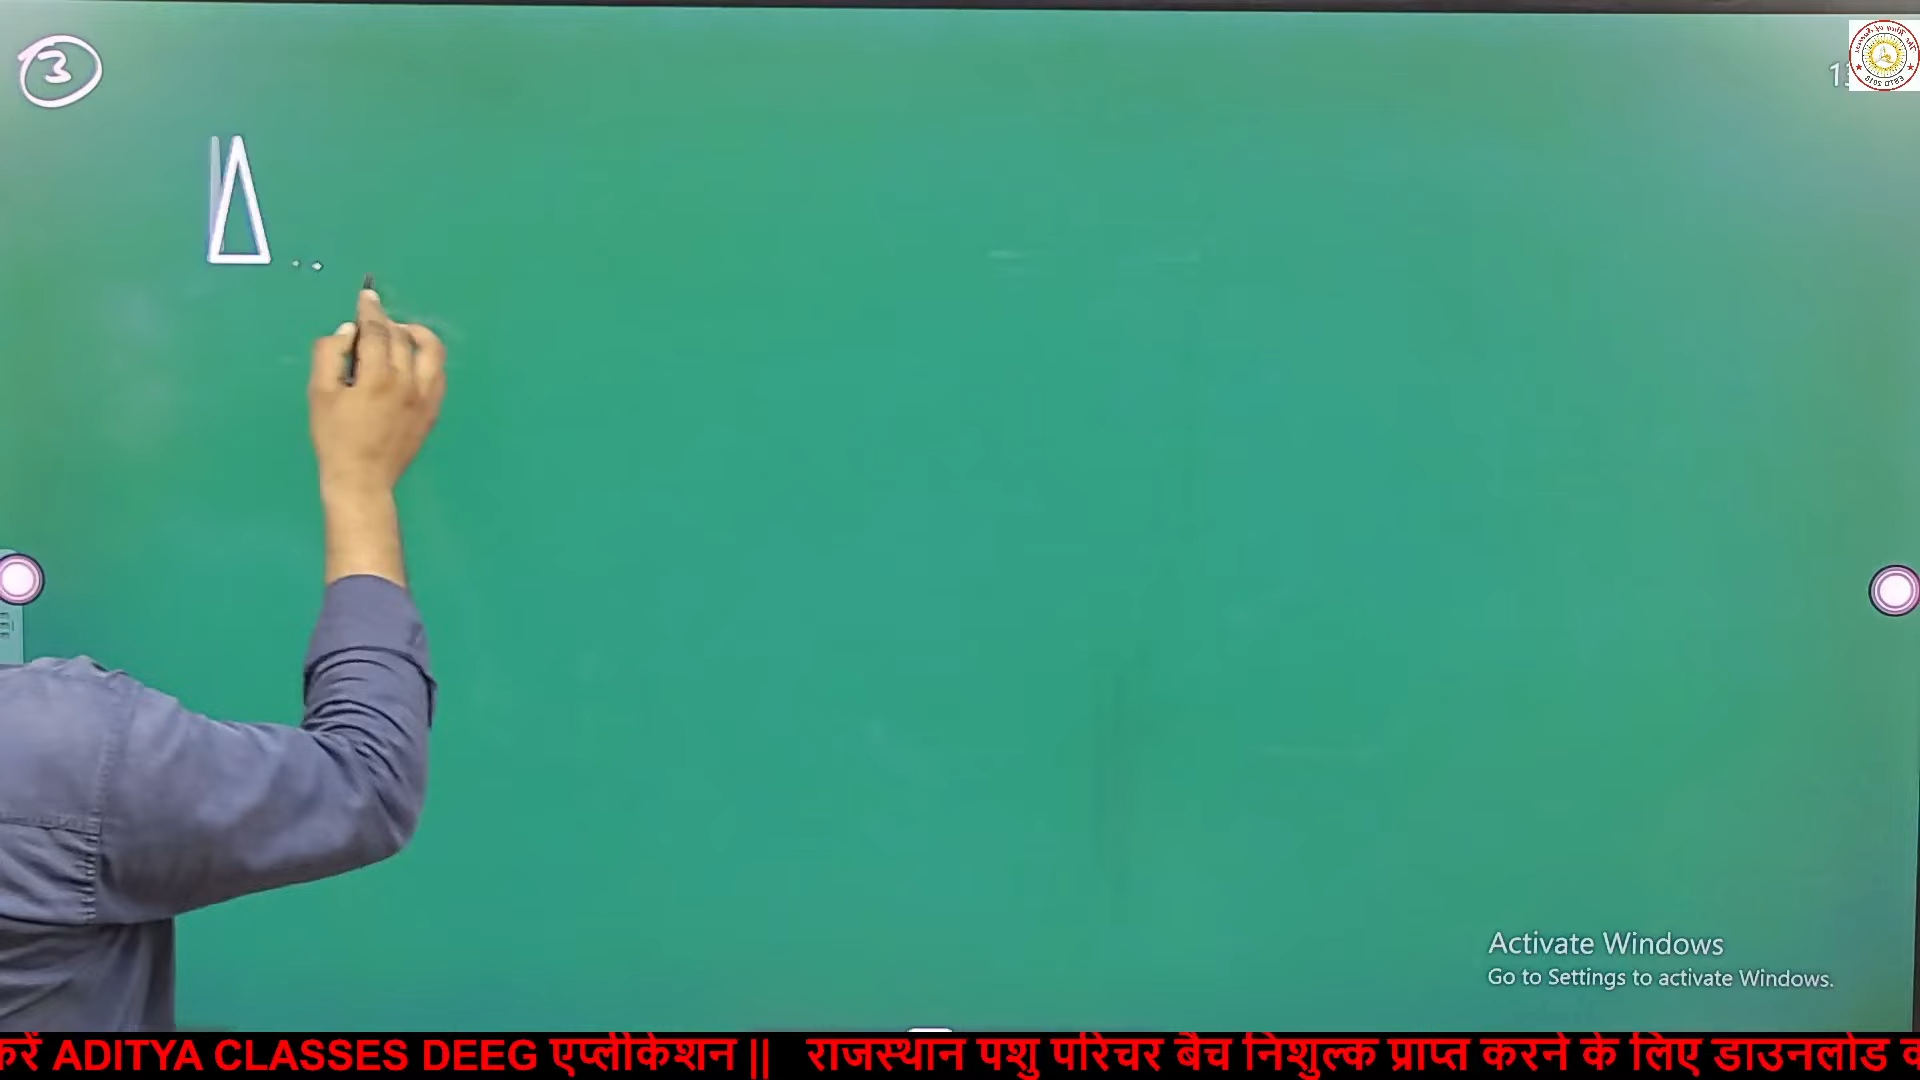 3
Activate Windows
Go to Settings to activate Windows.
करें ADITYA CLASSES DEEG एप्लीकेशन || राजस्थान पशु परिचर बैच निशुल्क प्राप्त करने के लिए डाउनलोड